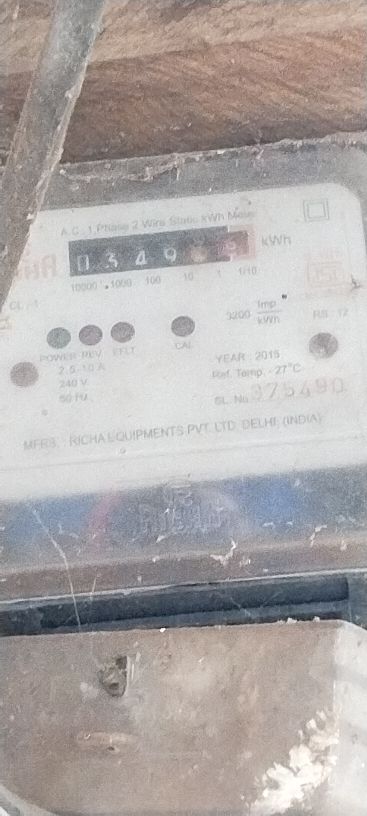 A.C. 1 Phase 2 Wire Static kWh Meter
0349
kWh
10000 1000 100 10 1 1/10
CL.-1
3200 Imp
kWh
RS. 12
POWER REV. E/LT
CAL
2.5-10 A
240 V
50 Hz
YEAR : 2015
Ref. Temp. - 27°C
SL. No. 375490
MFRS. : RICHA EQUIPMENTS PVT. LTD. DELHI, (INDIA)